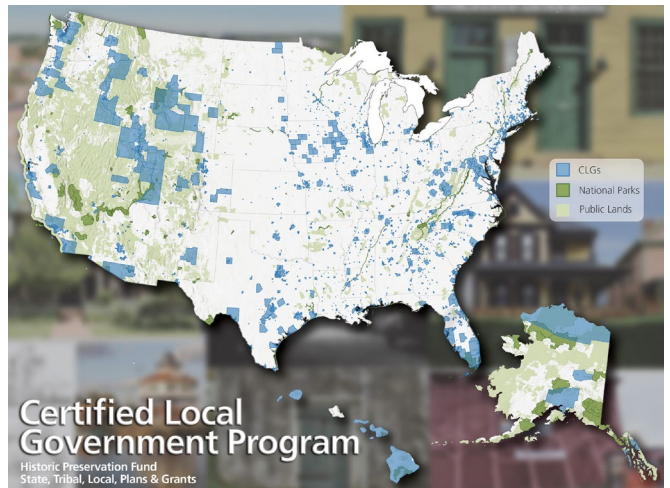 CLGs
National Parks
Public Lands
Certified Local
Government Program
Historic Preservation Fund
State, Tribal, Local, Plans & Grants